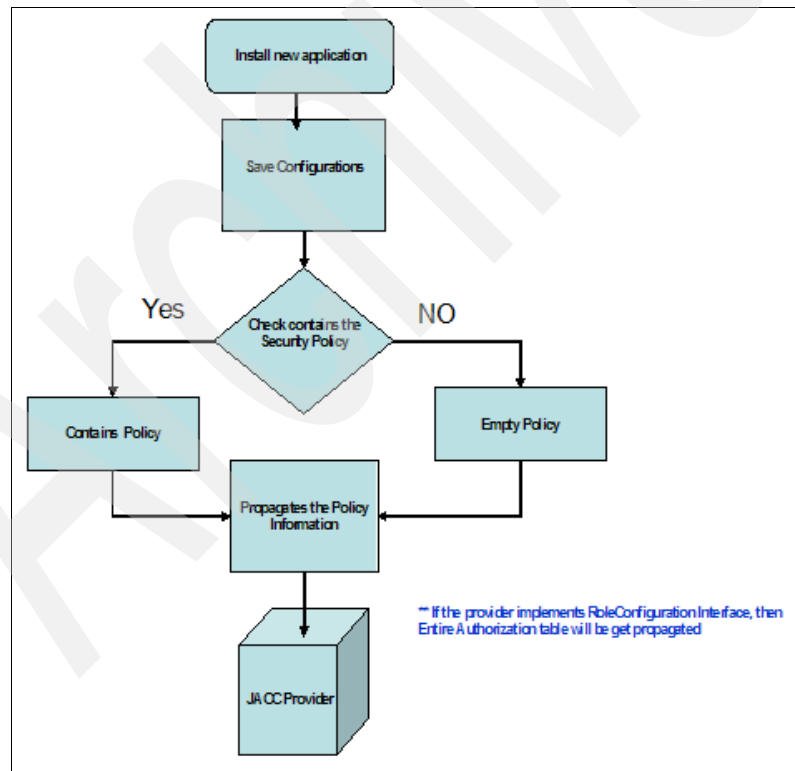 Install new application
Save Configurations
Yes
NO
Check contains the
Security Policy
Contains Policy
Empty Policy
Propagates the Policy
Information
** If the provider implements RoleConfiguration Interface, then
Entire Authorization table will be get propagated
JACC Provider